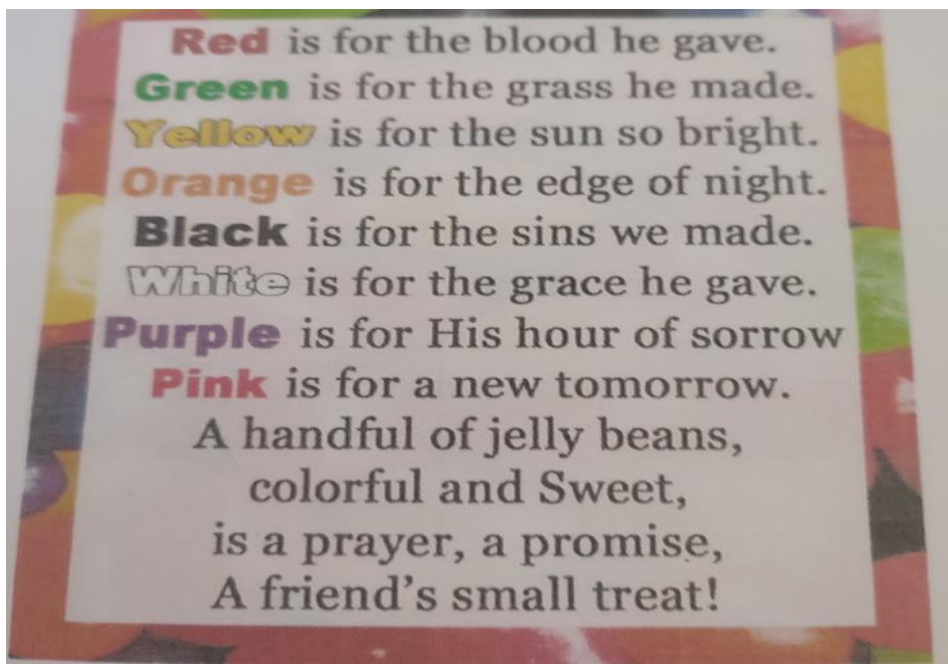 Red is for the blood he gave.
Green is for the grass he made.
Yellow is for the sun so bright.
Orange is for the edge of night.
Black is for the sins we made.
White is for the grace he gave.
Purple is for His hour of sorrow
Pink is for a new tomorrow.
A handful of jelly beans,
colorful and Sweet,
is a prayer, a promise,
A friend's small treat!